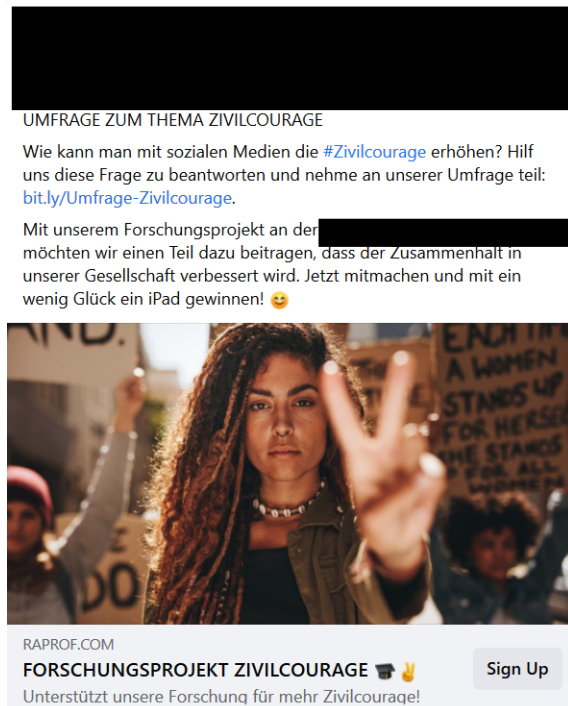 UMFRAGE ZUM THEMA ZIVILCOURAGE
Wie kann man mit sozialen Medien die #Zivilcourage erhöhen? Hilf
uns diese Frage zu beantworten und nehme an unserer Umfrage teil:
bit.ly/Umfrage-Zivilcourage.
Mit unserem Forschungsprojekt an der
möchten wir einen Teil dazu beitragen, dass der Zusammenhalt in
unserer Gesellschaft verbessert wird. Jetzt mitmachen und mit ein
wenig Glück ein iPad gewinnen! 😊
AND.
EACH TIME
A WOMEN
STANDS UP
FOR HERSE
SHE STANDS
FOR ALL
WOMEN
DO
RAPROF.COM
FORSCHUNGSPROJEKT ZIVILCOURAGE 🎓✌
Sign Up
Unterstützt unsere Forschung für mehr Zivilcourage!